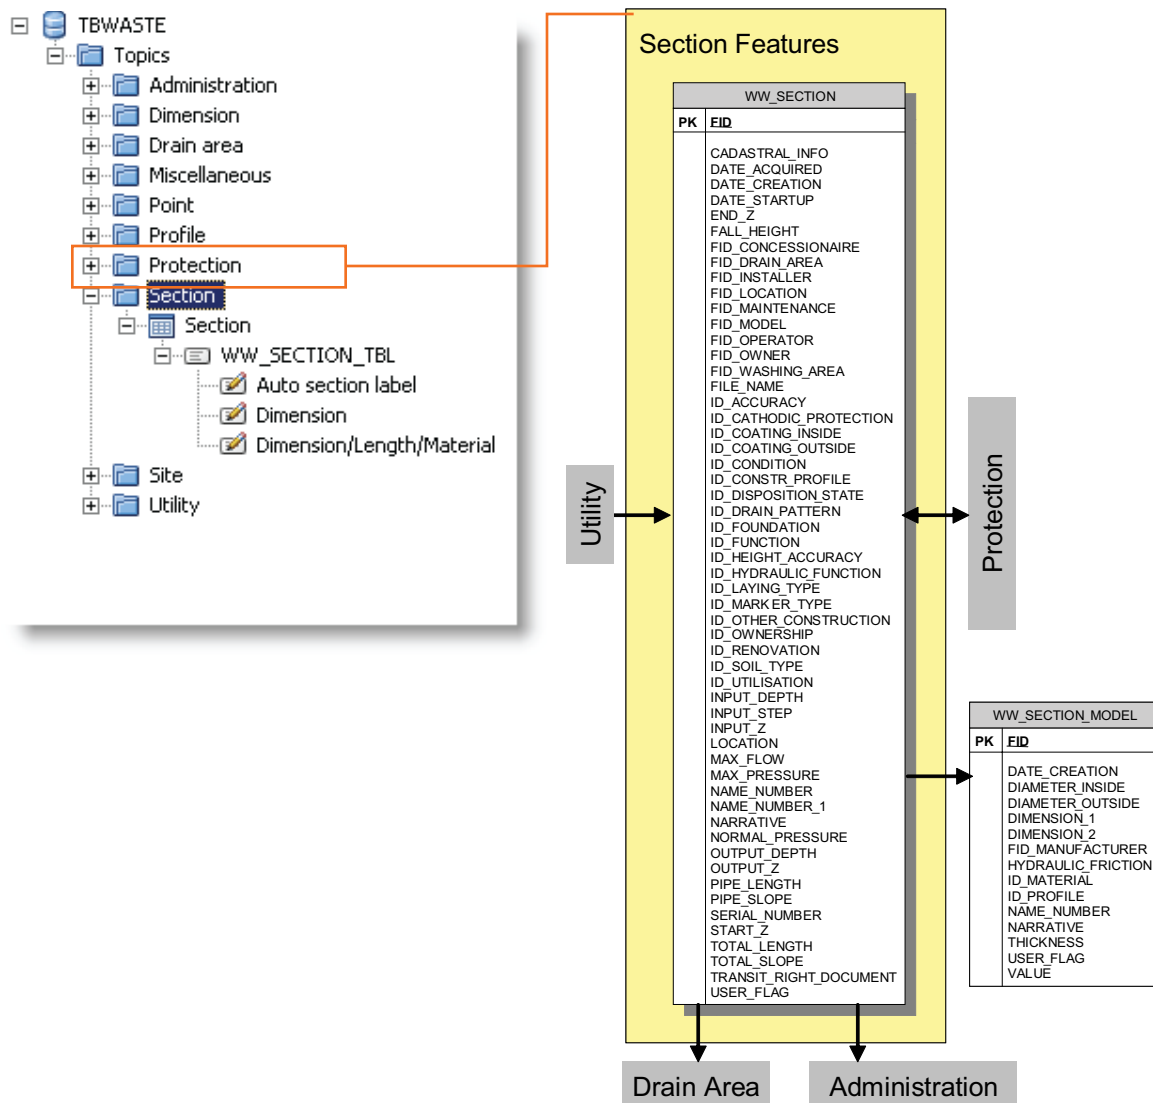 TBWASTE
Topics
Administration
Dimension
Drain area
Miscellaneous
Point
Profile
Protection
Section
Section
WW_SECTION_TBL
Auto section label
Dimension
Dimension/Length/Material
Site
Utility
Section Features
WW_SECTION
PK FID
CADASTRAL_INFO
DATE_ACQUIRED
DATE_CREATION
DATE_STARTUP
END_Z
FALL_HEIGHT
FID_CONCESSIONAIRE
FID_DRAIN_AREA
FID_INSTALLER
FID_LOCATION
FID_MAINTENANCE
FID_MODEL
FID_OPERATOR
FID_OWNER
FID_WASHING_AREA
FILE_NAME
ID_ACCURACY
ID_CATHODIC_PROTECTION
ID_COATING_INSIDE
ID_COATING_OUTSIDE
ID_CONDITION
ID_CONSTR_PROFILE
ID_DISPOSITION_STATE
ID_DRAIN_PATTERN
ID_FOUNDATION
ID_FUNCTION
ID_HEIGHT_ACCURACY
ID_HYDRAULIC_FUNCTION
ID_LAYING_TYPE
ID_MARKER_TYPE
ID_OTHER_CONSTRUCTION
ID_OWNERSHIP
ID_RENOVATION
ID_SOIL_TYPE
ID_UTILISATION
INPUT_DEPTH
INPUT_STEP
INPUT_Z
LOCATION
MAX_FLOW
MAX_PRESSURE
NAME_NUMBER
NAME_NUMBER_1
NARRATIVE
NORMAL_PRESSURE
OUTPUT_DEPTH
OUTPUT_Z
PIPE_LENGTH
PIPE_SLOPE
SERIAL_NUMBER
START_Z
TOTAL_LENGTH
TOTAL_SLOPE
TRANSIT_RIGHT_DOCUMENT
USER_FLAG
Utility
Protection
WW_SECTION_MODEL
PK FID
DATE_CREATION
DIAMETER_INSIDE
DIAMETER_OUTSIDE
DIMENSION_1
DIMENSION_2
FID_MANUFACTURER
HYDRAULIC_FRICTION
ID_MATERIAL
ID_PROFILE
NAME_NUMBER
NARRATIVE
THICKNESS
USER_FLAG
VALUE
Drain Area
Administration